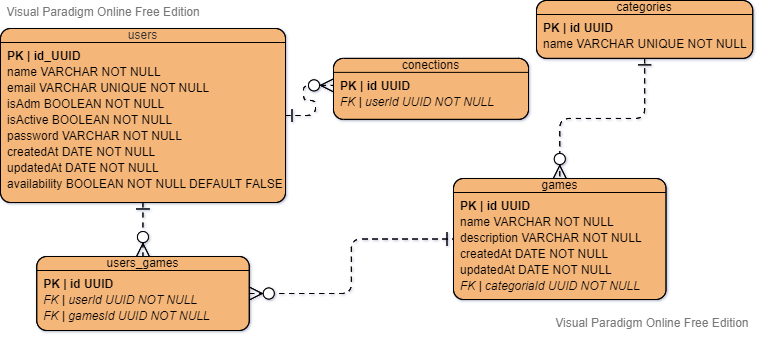 Visual Paradigm Online Free Edition
users
PK | id_UUID
name VARCHAR NOT NULL
email VARCHAR UNIQUE NOT NULL
isAdm BOOLEAN NOT NULL
isActive BOOLEAN NOT NULL
password VARCHAR NOT NULL
createdAt DATE NOT NULL
updatedAt DATE NOT NULL
availability BOOLEAN NOT NULL DEFAULT FALSE
conections
PK | id UUID
FK | userId UUID NOT NULL
categories
PK | id UUID
name VARCHAR UNIQUE NOT NULL
games
PK | id UUID
name VARCHAR NOT NULL
description VARCHAR NOT NULL
createdAt DATE NOT NULL
updatedAt DATE NOT NULL
FK | categoriaId UUID NOT NULL
users_games
PK | id UUID
FK | userId UUID NOT NULL
FK | gamesId UUID NOT NULL
Visual Paradigm Online Free Edition